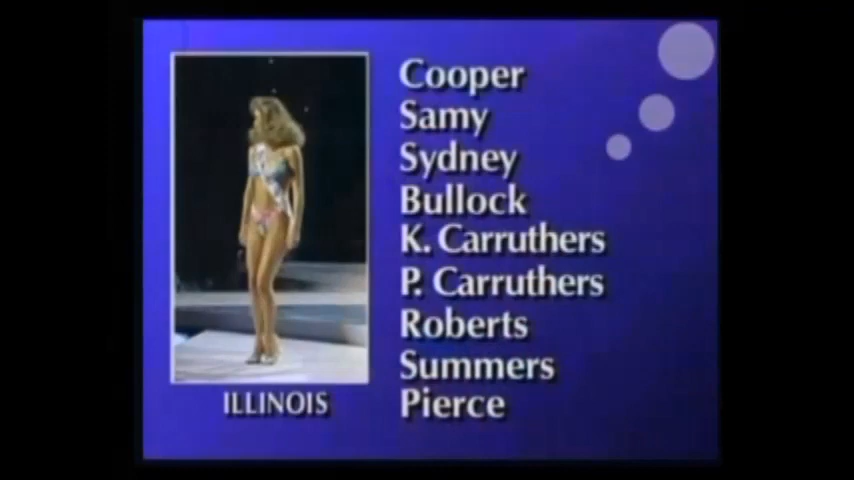 Cooper
Samy
Sydney
Bullock
K. Carruthers
P. Carruthers
Roberts
Summers
Pierce
ILLINOIS